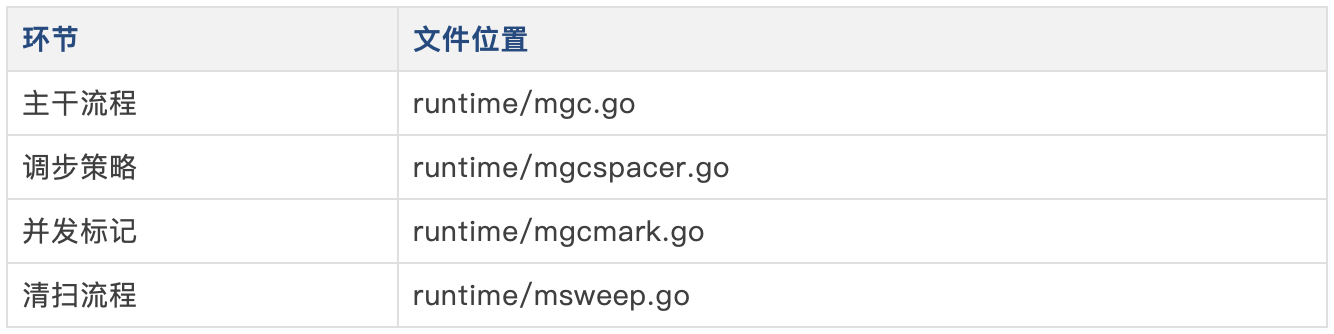 环节 文件位置
主干流程 runtime/mgc.go
调步策略 runtime/mgcspacer.go
并发标记 runtime/mgcmark.go
清扫流程 runtime/msweep.go